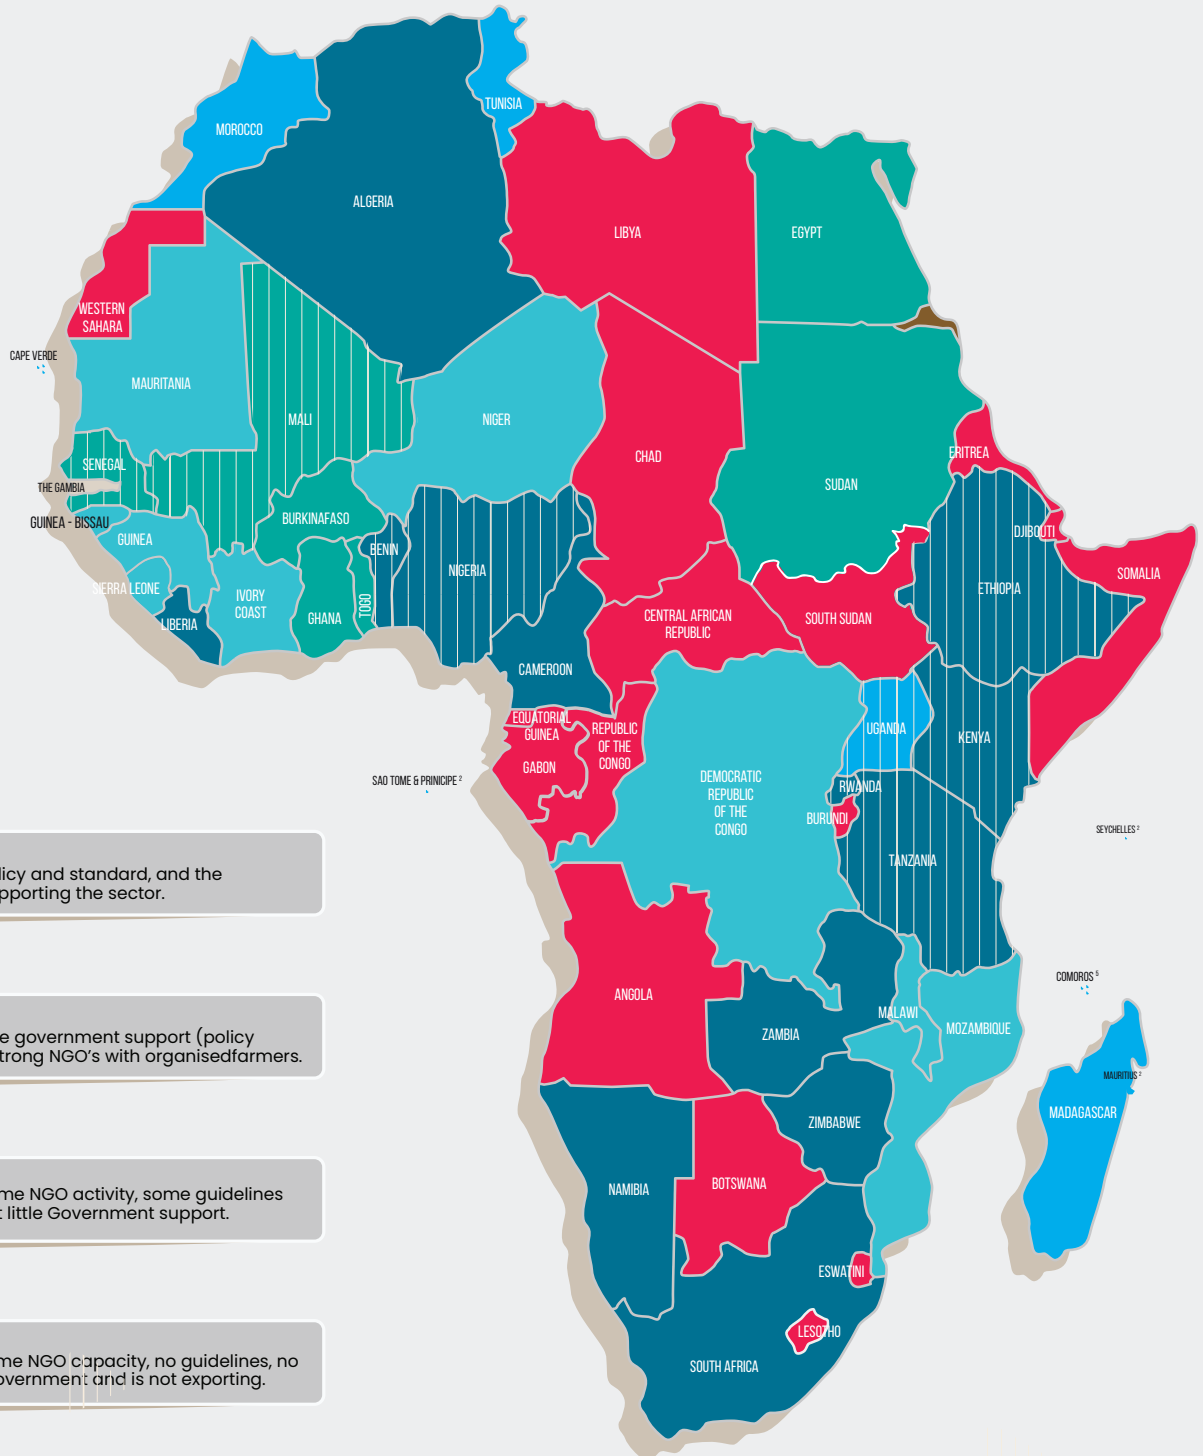 TUNISIA
MOROCCO
ALGERIA
LIBYA
EGYPT
WESTERN
SAHARA
CAPE VERDE
MAURITANIA
MALI
NIGER
CHAD
SUDAN
ERITREA
SENEGAL
THE GAMBIA
GUINEA - BISSAU
BURKINAFASO
GUINEA
DJIBOUTI
BENIN
NIGERIA
SOMALIA
SIERRA LEONE
IVORY
COAST
ETHIOPIA
TOGO
GHANA
LIBERIA
CENTRAL AFRICAN
REPUBLIC
SOUTH SUDAN
CAMEROON
EQUATORIAL
GUINEA
REPUBLIC
OF THE
CONGO
UGANDA
KENYA
GABON
SAO TOME & PRINICIPE 2
DEMOCRATIC
REPUBLIC
OF THE
CONGO
RWANDA
BURUNDI
SEYCHELLES 2
TANZANIA
licy and standard, and the
pporting the sector.
COMOROS 5
ANGOLA
MALAWI
ZAMBIA
MOZAMBIQUE
e government support (policy
trong NGO's with organisedfarmers.
MAURITIUS 2
MADAGASCAR
ZIMBABWE
BOTSWANA
NAMIBIA
me NGO activity, some guidelines
t little Government support.
ESWATINI
LESOTHO
SOUTH AFRICA
me NGO capacity, no guidelines, no
overnment and is not exporting.